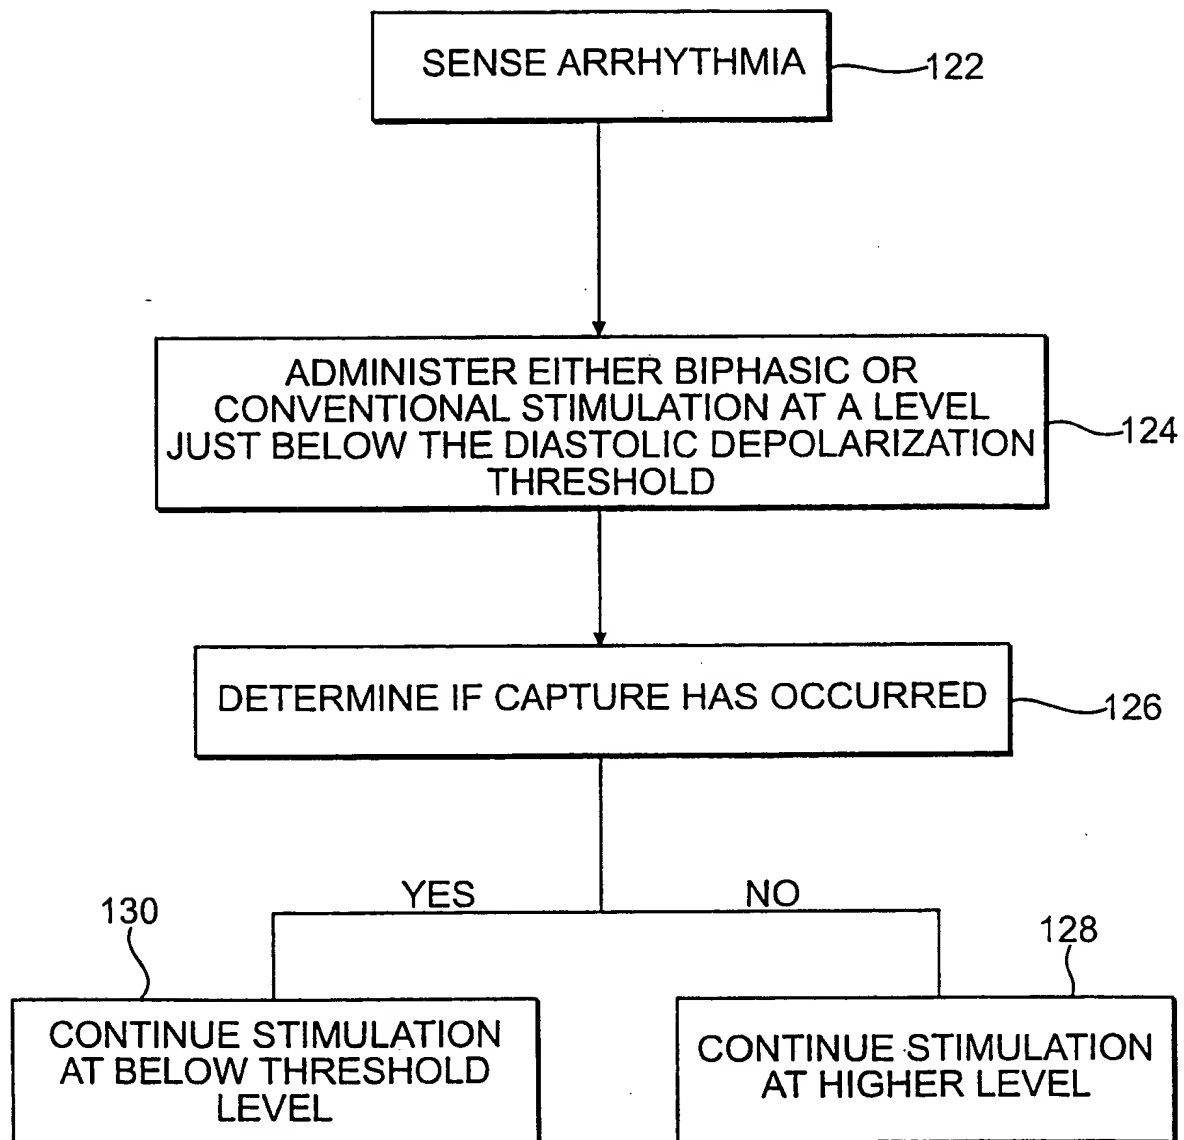 SENSE ARRHYTHMIA
122
ADMINISTER EITHER BIPHASIC OR
CONVENTIONAL STIMULATION AT A LEVEL
JUST BELOW THE DIASTOLIC DEPOLARIZATION
THRESHOLD
124
DETERMINE IF CAPTURE HAS OCCURRED
126
YES
NO
130
128
CONTINUE STIMULATION
AT BELOW THRESHOLD
LEVEL
CONTINUE STIMULATION
AT HIGHER LEVEL